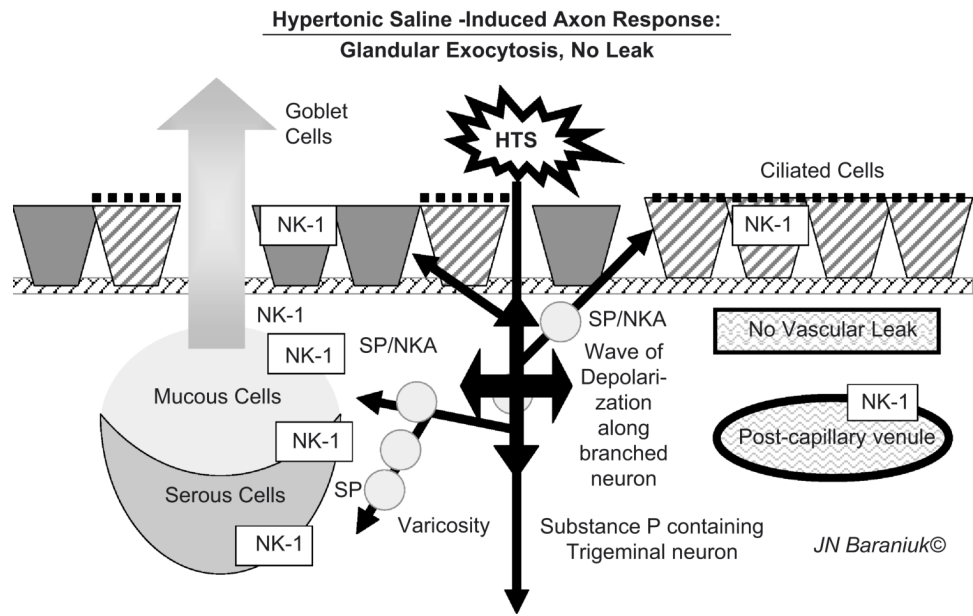 Hypertonic Saline -Induced Axon Response:
Glandular Exocytosis, No Leak
Goblet
Cells
HTS
Ciliated Cells
NK-1
NK-1
NK-1
SP/NKA
No Vascular Leak
NK-1
SP/NKA
Wave of
Depolari-
zation
along
branched
neuron
Mucous Cells
NK-1
NK-1
Post-capillary venule
Serous Cells
SP
Varicosity
NK-1
Substance P containing
Trigeminal neuron
JN Baraniuk©